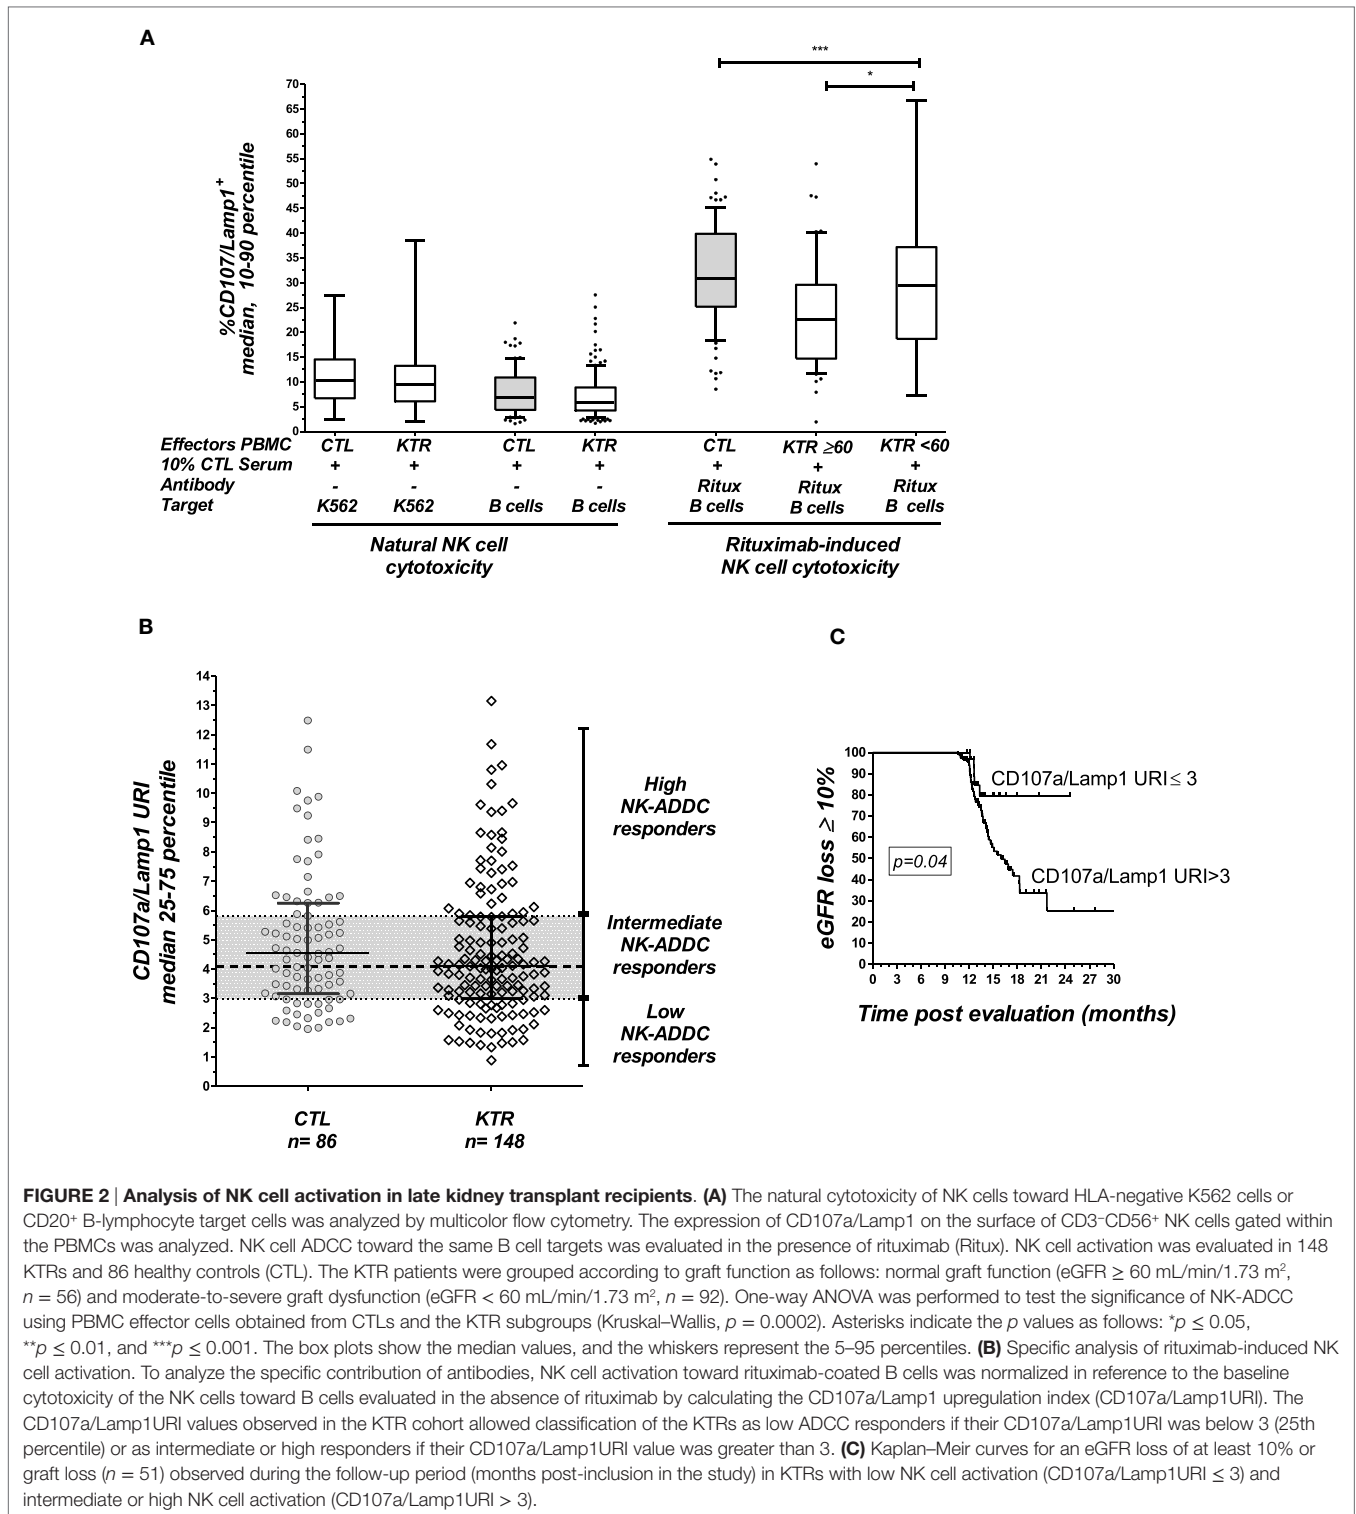 A
***
*
70
65
60
55
50
45
40
35
30
25
20
15
10
5
0
%CD107/Lamp1+
median, 10-90 percentile
Effectors PBMC CTL KTR CTL KTR CTL KTR ≥60 KTR <60
10% CTL Serum + + + + + + +
Antibody - - - - Ritux Ritux Ritux
Target K562 K562 B cells B cells B cells B cells B cells
Natural NK cell
cytotoxicity
Rituximab-induced
NK cell cytotoxicity
B
14
13
12
11
10
9
8
7
6
5
4
3
2
1
0
CD107a/Lamp1 URI
median 25-75 percentile
High
NK-ADDC
responders
Intermediate
NK-ADDC
responders
Low
NK-ADDC
responders
CTL
n= 86
KTR
n= 148
C
100
90
80
70
60
50
40
30
20
10
0
eGFR loss ≥ 10%
CD107a/Lamp1 URI≤ 3
p=0.04
CD107a/Lamp1 URI>3
0 3 6 9 12 15 18 21 24 27 30
Time post evaluation (months)
FIGURE 2 | Analysis of NK cell activation in late kidney transplant recipients. (A) The natural cytotoxicity of NK cells toward HLA-negative K562 cells or
CD20+ B-lymphocyte target cells was analyzed by multicolor flow cytometry. The expression of CD107a/Lamp1 on the surface of CD3−CD56+ NK cells gated within
the PBMCs was analyzed. NK cell ADCC toward the same B cell targets was evaluated in the presence of rituximab (Ritux). NK cell activation was evaluated in 148
KTRs and 86 healthy controls (CTL). The KTR patients were grouped according to graft function as follows: normal graft function (eGFR ≥ 60 mL/min/1.73 m²,
n = 56) and moderate-to-severe graft dysfunction (eGFR < 60 mL/min/1.73 m², n = 92). One-way ANOVA was performed to test the significance of NK-ADCC
using PBMC effector cells obtained from CTLs and the KTR subgroups (Kruskal–Wallis, p = 0.0002). Asterisks indicate the p values as follows: *p ≤ 0.05,
**p ≤ 0.01, and ***p ≤ 0.001. The box plots show the median values, and the whiskers represent the 5–95 percentiles. (B) Specific analysis of rituximab-induced NK
cell activation. To analyze the specific contribution of antibodies, NK cell activation toward rituximab-coated B cells was normalized in reference to the baseline
cytotoxicity of the NK cells toward B cells evaluated in the absence of rituximab by calculating the CD107a/Lamp1 upregulation index (CD107a/Lamp1URI). The
CD107a/Lamp1URI values observed in the KTR cohort allowed classification of the KTRs as low ADCC responders if their CD107a/Lamp1URI was below 3 (25th
percentile) or as intermediate or high responders if their CD107a/Lamp1URI value was greater than 3. (C) Kaplan–Meir curves for an eGFR loss of at least 10% or
graft loss (n = 51) observed during the follow-up period (months post-inclusion in the study) in KTRs with low NK cell activation (CD107a/Lamp1URI ≤ 3) and
intermediate or high NK cell activation (CD107a/Lamp1URI > 3).